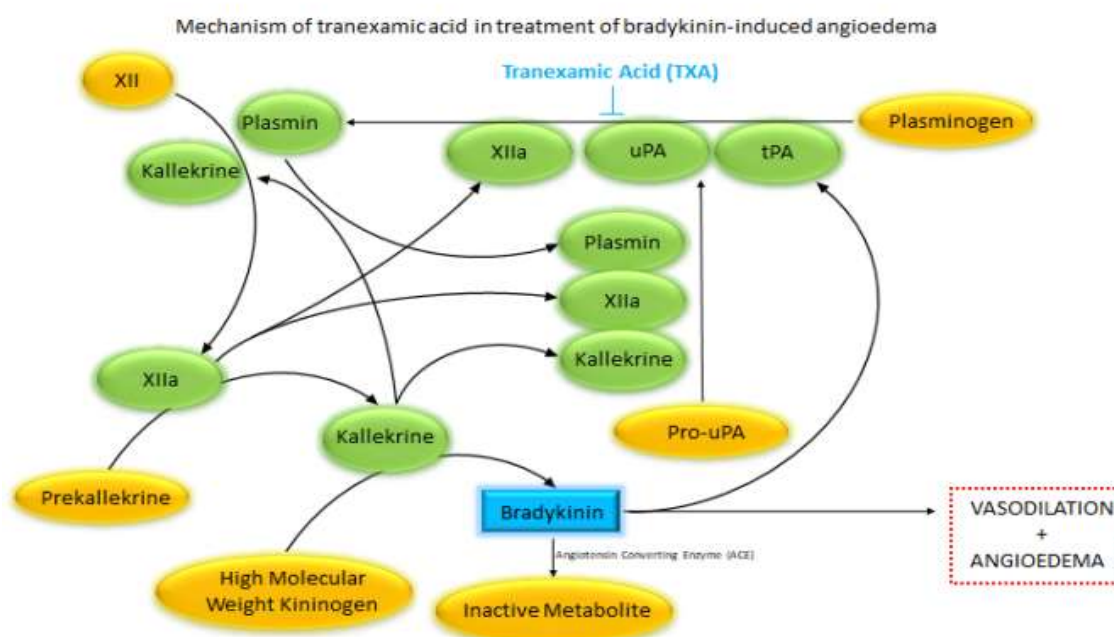 Mechanism of tranexamic acid in treatment of bradykinin-induced angioedema
XII
Tranexamic Acid (TXA)
Plasmin
Plasminogen
XIIa
uPA
tPA
Kallekrine
Plasmin
XIIa
Kallekrine
XIIa
Kallekrine
Pro-uPA
Prekallekrine
Bradykinin
VASODILATION
+
ANGIOEDEMA
Angiotensin Converting Enzyme (ACE)
High Molecular
Weight Kininogen
Inactive Metabolite